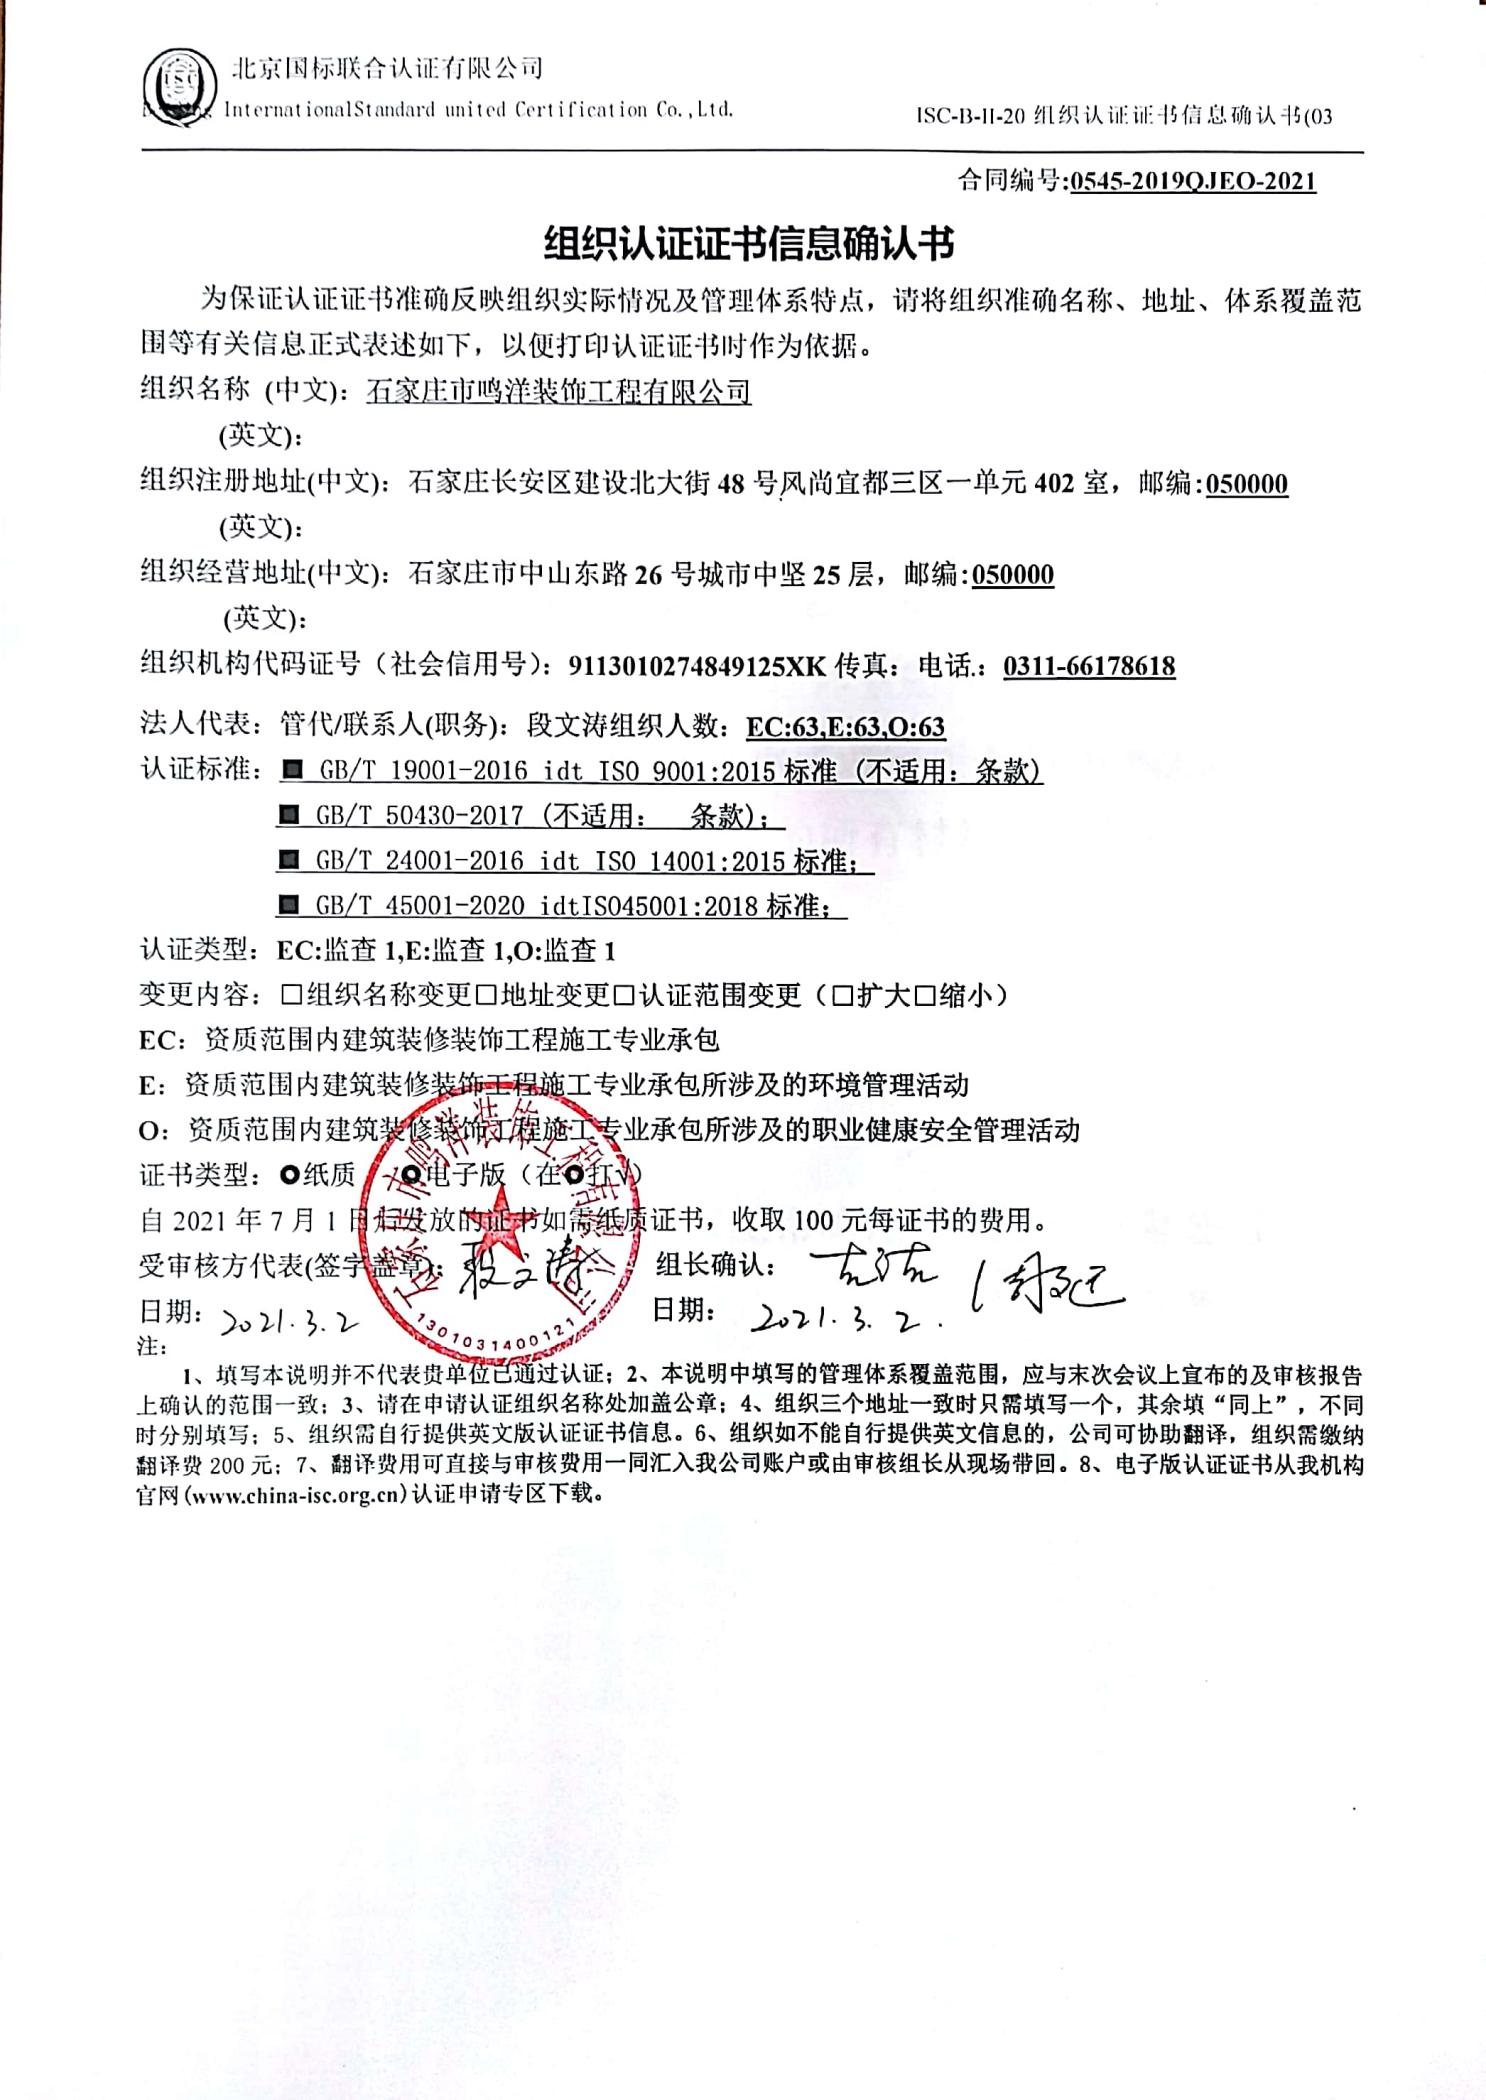 北京国标联合认证有限公司
InternationalStandard united Certification Co.,Ltd.
ISC-B-II-20 组织认证证书信息确认书(03
合同编号:0545-2019QJEO-2021
组织认证证书信息确认书
为保证认证证书准确反映组织实际情况及管理体系特点，请将组织准确名称、地址、体系覆盖范
围等有关信息正式表述如下，以便打印认证证书时作为依据。
组织名称 (中文)：石家庄市鸣洋装饰工程有限公司
(英文)：
组织注册地址(中文)：石家庄长安区建设北大街 48 号风尚宜都三区一单元 402 室，邮编:050000
(英文)：
组织经营地址(中文)：石家庄市中山东路 26 号城市中坚 25 层，邮编:050000
(英文)：
组织机构代码证号（社会信用号)：9113010274849125XK 传真：电话.：0311-66178618
法人代表：管代/联系人(职务)：段文涛组织人数：EC:63,E:63,O:63
认证标准：■ GB/T 19001-2016 idt ISO 9001:2015 标准（不适用：条款)
■ GB/T 50430-2017 (不适用： 条款)；
■ GB/T 24001-2016 idt ISO 14001:2015 标准；
■ GB/T 45001-2020 idtISO45001:2018 标准；
认证类型：EC:监查 1,E:监查 1,O:监查 1
变更内容：□组织名称变更□地址变更□认证范围变更（□扩大□缩小）
EC：资质范围内建筑装修装饰工程施工专业承包
E：资质范围内建筑装修装饰工程施工专业承包所涉及的环境管理活动
O：资质范围内建筑装修装饰工程施工专业承包所涉及的职业健康安全管理活动
证书类型：○纸质 ○电子版（在○打√）
自 2021 年 7 月 1 日后发放的证书如需纸质证书，收取 100 元每证书的费用。
受审核方代表(签字盖章)：段文涛 组长确认：
日期：2021.3.2 日期：2021.3.2.
石家庄市鸣洋装饰工程有限公司
1301031400121
注：
1、填写本说明并不代表贵单位已通过认证；2、本说明中填写的管理体系覆盖范围，应与末次会议上宣布的及审核报告
上确认的范围一致；3、请在申请认证组织名称处加盖公章；4、组织三个地址一致时只需填写一个，其余填“同上”，不同
时分别填写；5、组织需自行提供英文版认证证书信息。6、组织如不能自行提供英文信息的，公司可协助翻译，组织需缴纳
翻译费 200 元；7、翻译费用可直接与审核费用一同汇入我公司账户或由审核组长从现场带回。8、电子版认证证书从我机构
官网(www.china-isc.org.cn)认证申请专区下载。